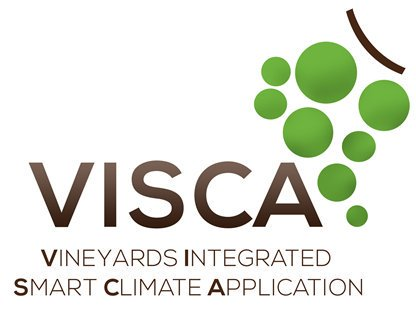 VISCA
VINEYARDS INTEGRATED
SMART CLIMATE APPLICATION